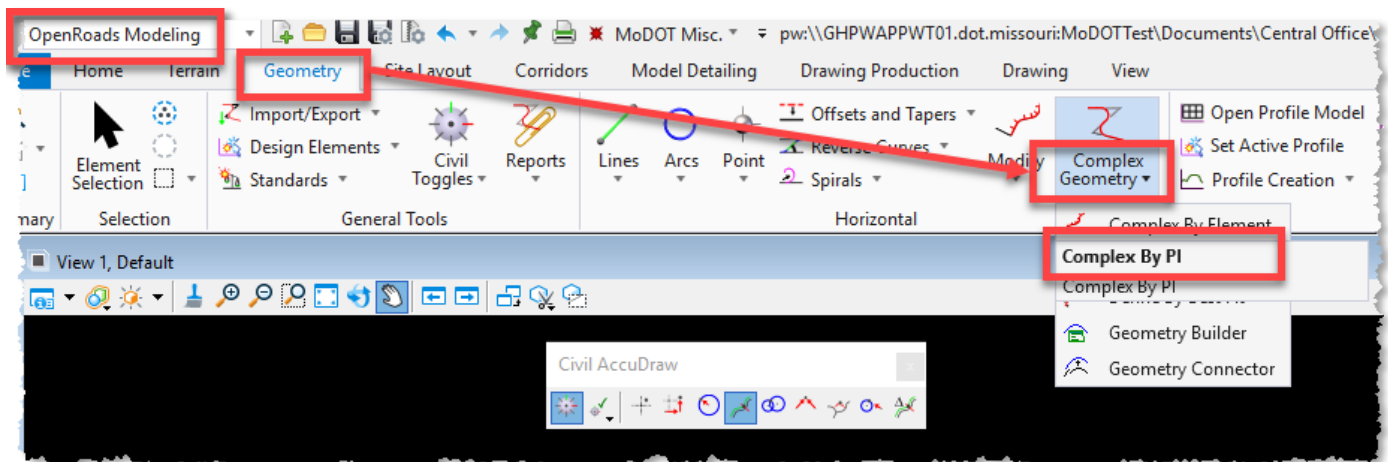 OpenRoads Modeling MoDOT Misc. pw:\\GHPWAPPWT01.dot.missouri:MoDOTTest\Documents\Central Office\
Home Terrain Geometry Site Layout Corridors Model Detailing Drawing Production Drawing View
Import/Export Offsets and Tapers Open Profile Model
Design Elements Reverse Curves Set Active Profile
Element Selection Civil Toggles Reports Lines Arcs Point Modify Complex Geometry
Standards Spirals Profile Creation
mary Selection General Tools Horizontal
Complex By Element
View 1, Default
Complex By PI
Complex By PI
Geometry Builder
Civil AccuDraw
Geometry Connector